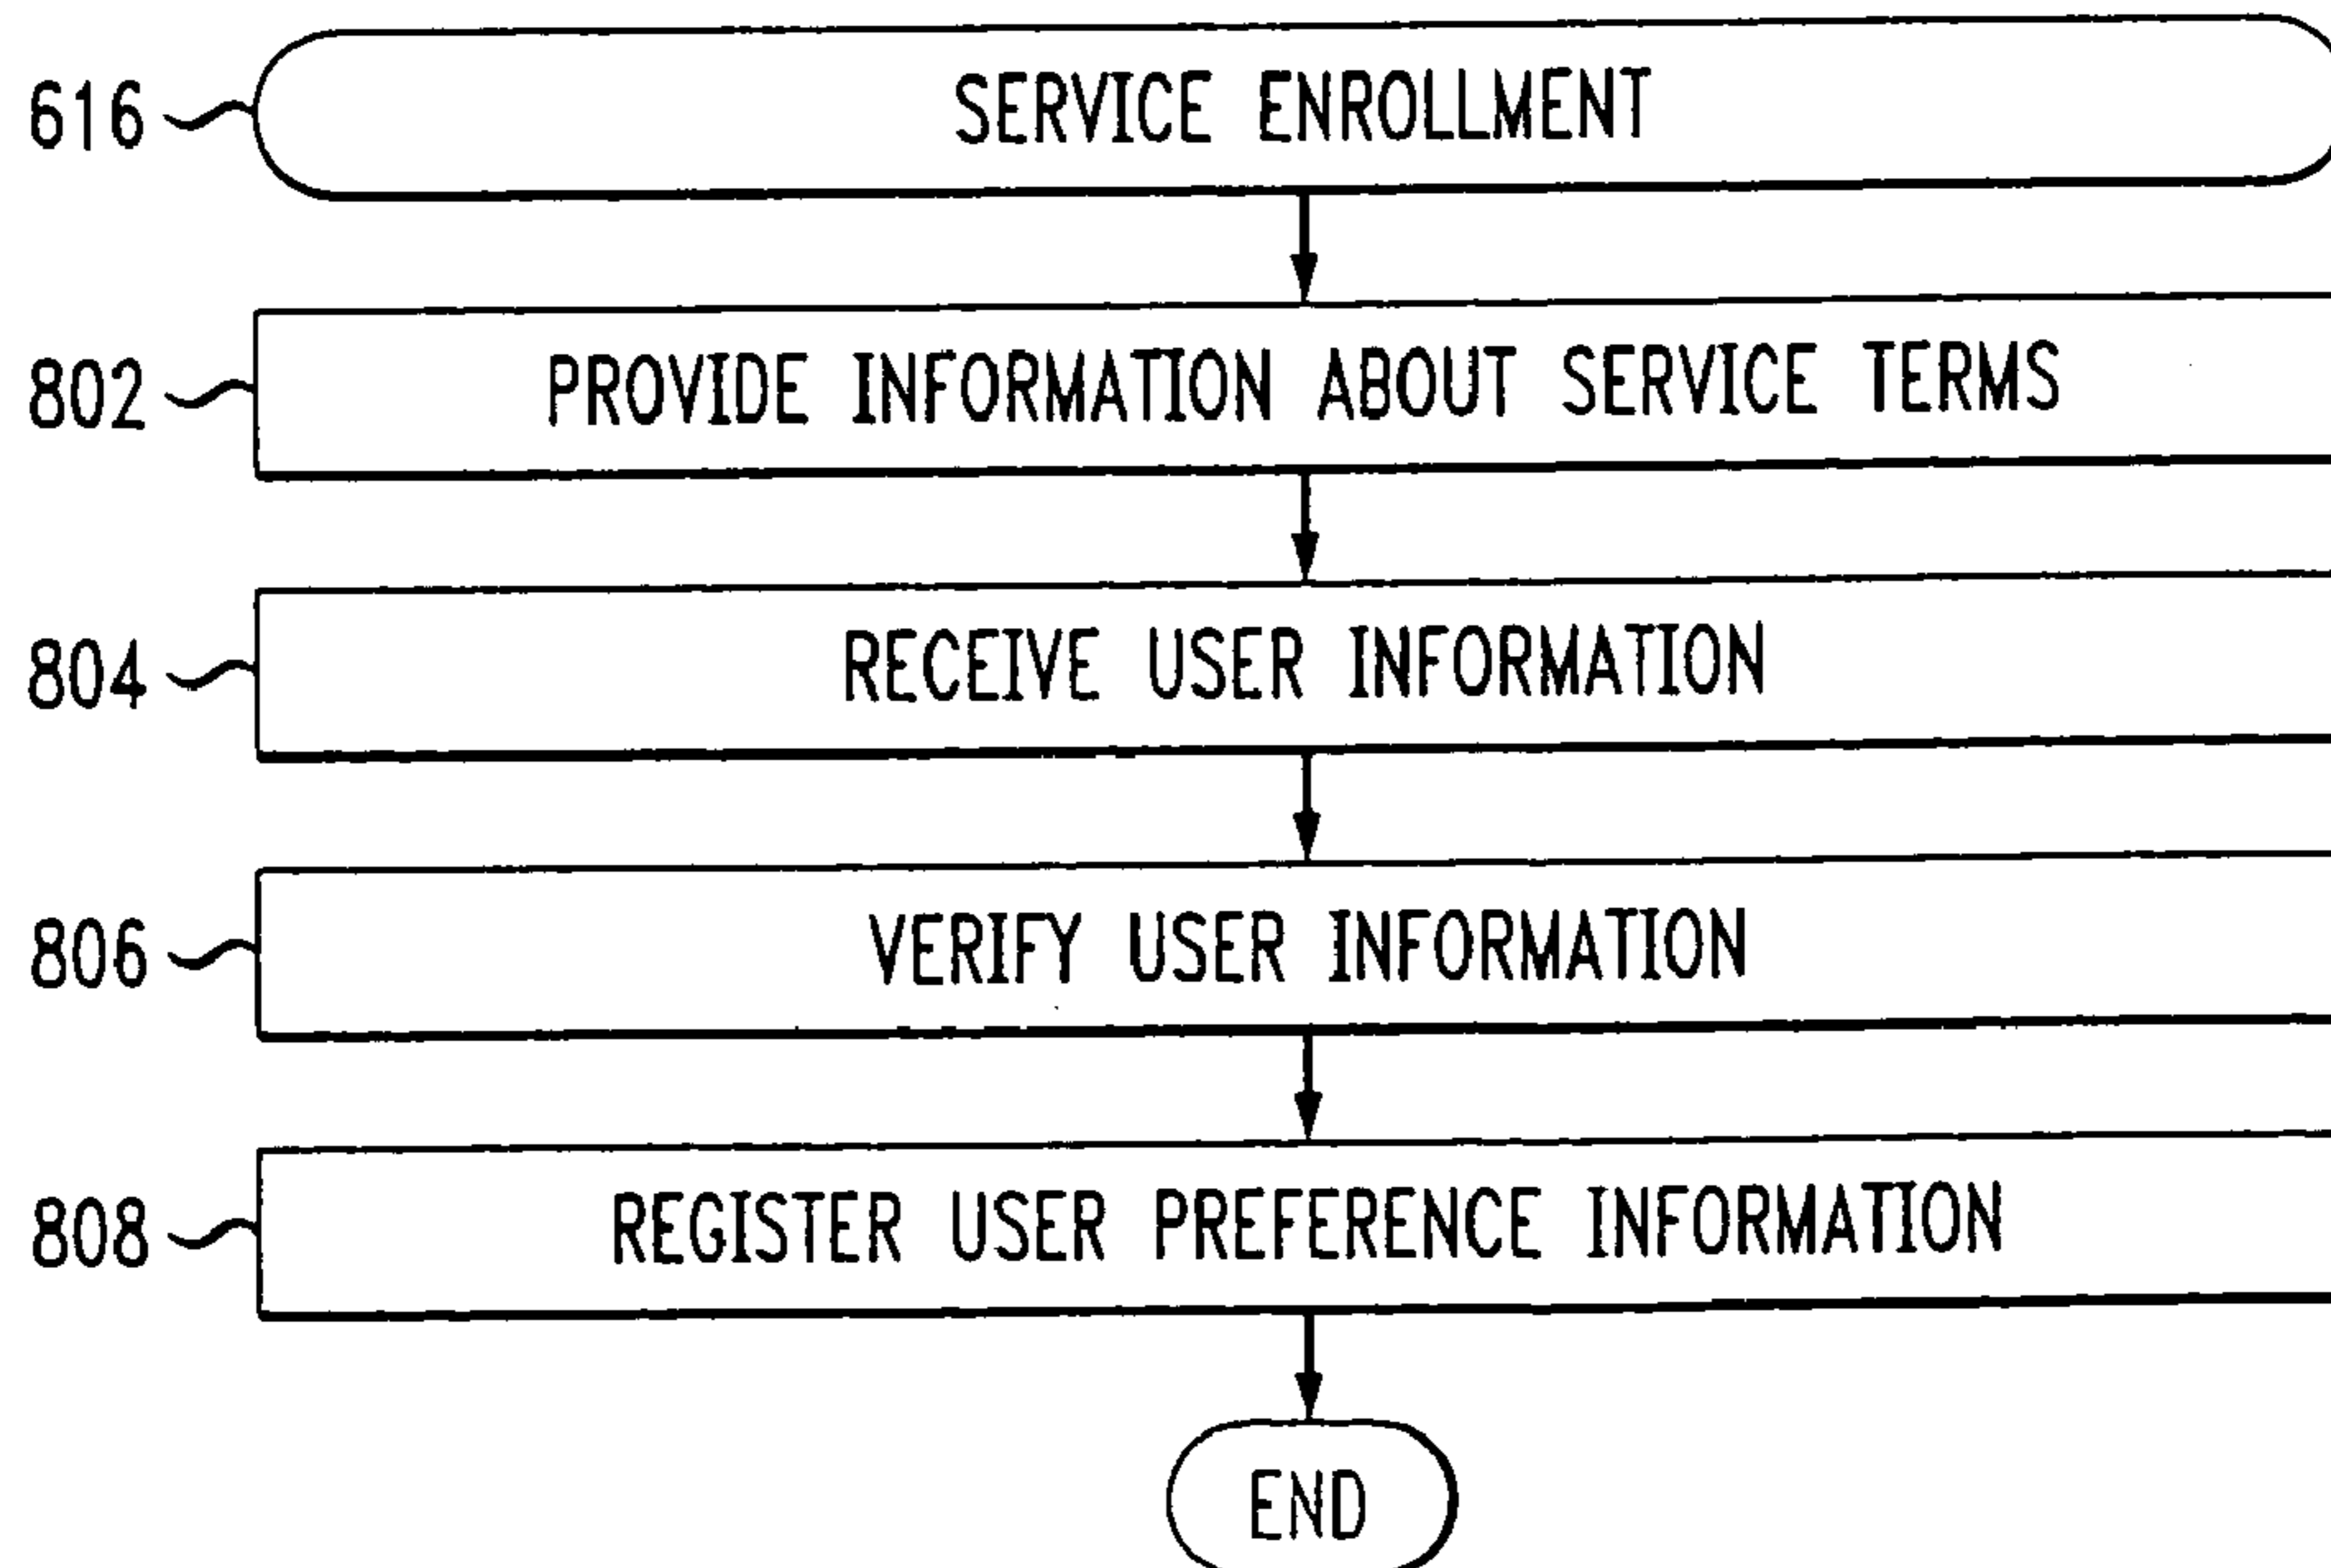 616 SERVICE ENROLLMENT
802 PROVIDE INFORMATION ABOUT SERVICE TERMS
804 RECEIVE USER INFORMATION
806 VERIFY USER INFORMATION
808 REGISTER USER PREFERENCE INFORMATION
END